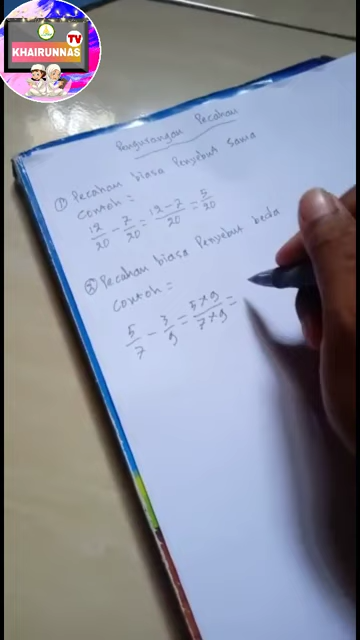 KHAIRUNNAS TV
Pengurangan Pecahan
① Pecahan biasa Penyebut sama
Contoh =
12/20 - 7/20 = 12-7/20 = 5/20
② Pecahan biasa Penyebut beda
Contoh =
5/7 - 3/9 = 5×9/7×9 =